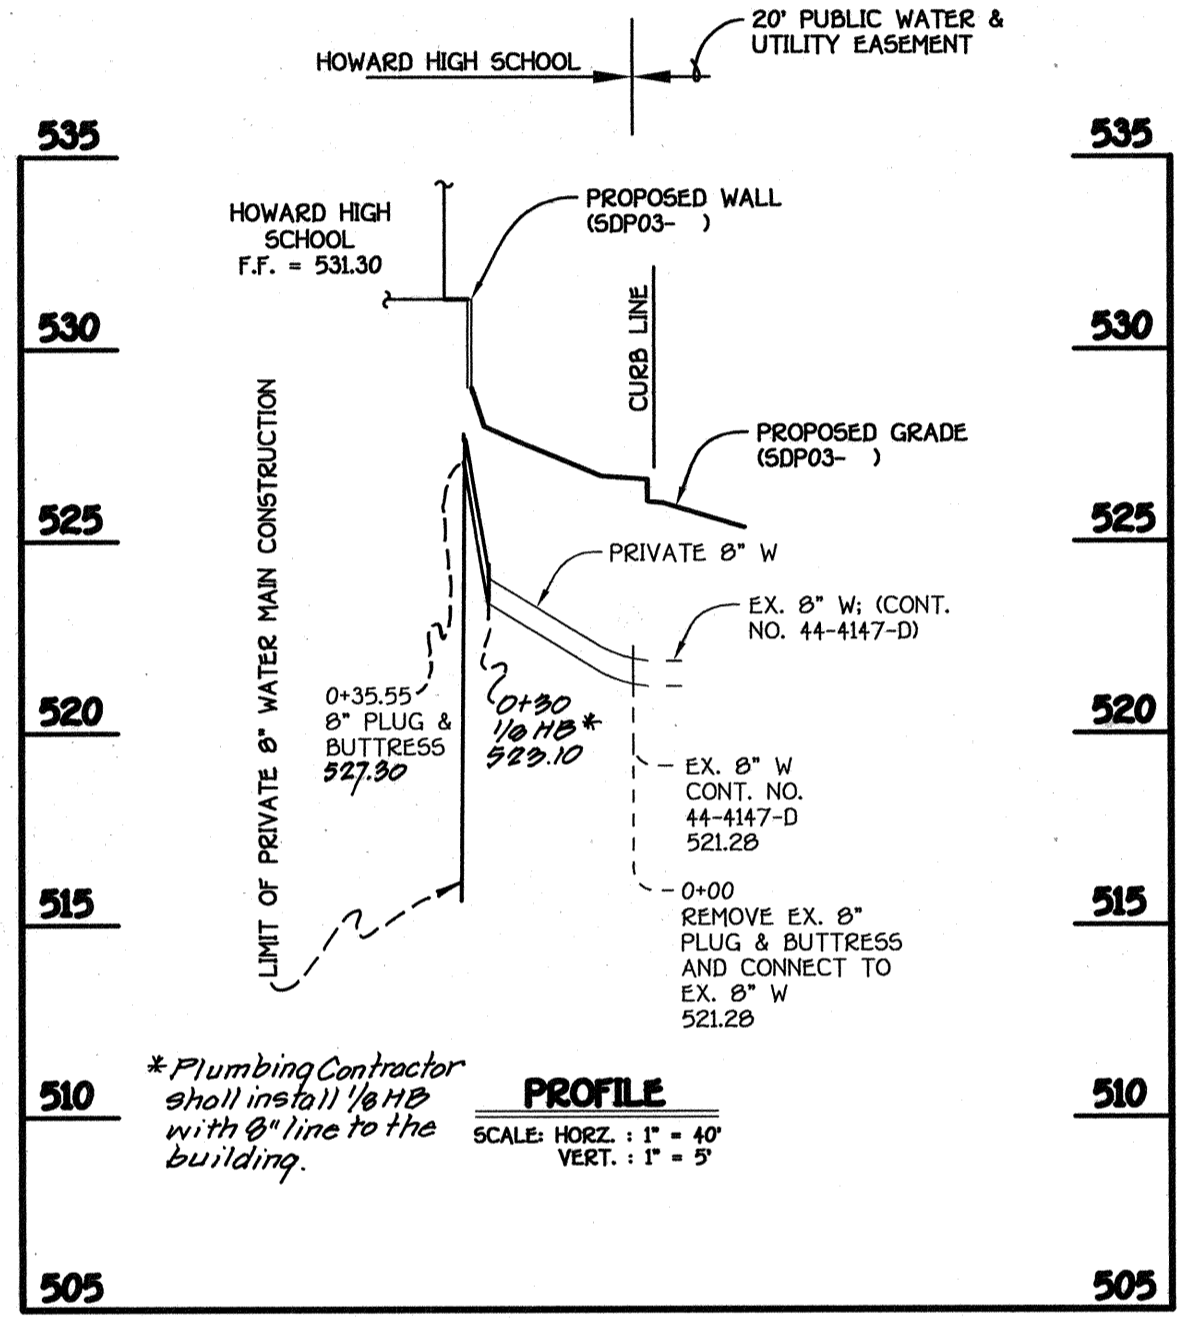 20' PUBLIC WATER &
UTILITY EASEMENT
HOWARD HIGH SCHOOL
535
535
HOWARD HIGH
SCHOOL
F.F. = 531.30
PROPOSED WALL
(SDP03- )
530
530
CURB LINE
PROPOSED GRADE
(SDP03- )
LIMIT OF PRIVATE 8" WATER MAIN CONSTRUCTION
525
525
PRIVATE 8" W
EX. 8" W; (CONT.
NO. 44-4147-D)
0+35.55
8" PLUG &
BUTTRESS
527.30
0+30
1/8 HB *
523.10
520
520
EX. 8" W
CONT. NO.
44-4147-D
521.28
0+00
REMOVE EX. 8"
PLUG & BUTTRESS
AND CONNECT TO
EX. 8" W
521.28
515
515
* Plumbing Contractor
shall install 1/8 HB
with 8" line to the
building.
510
510
PROFILE
SCALE: HORZ. : 1" = 40'
VERT. : 1" = 5'
505
505